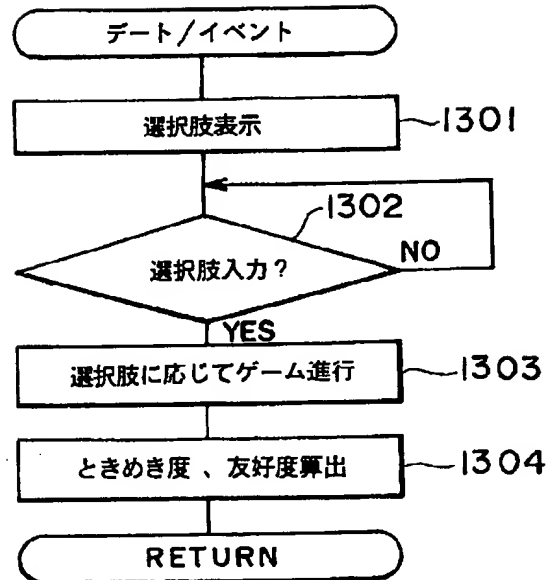 デート/イベント
選択肢表示
1301
1302
選択肢入力?
NO
YES
選択肢に応じてゲーム進行
1303
ときめき度、友好度算出
1304
RETURN